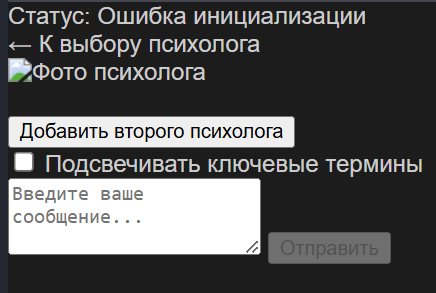 Статус: Ошибка инициализации
← К выбору психолога
Фото психолога
Добавить второго психолога
Подсвечивать ключевые термины
Введите ваше
сообщение...
Отправить